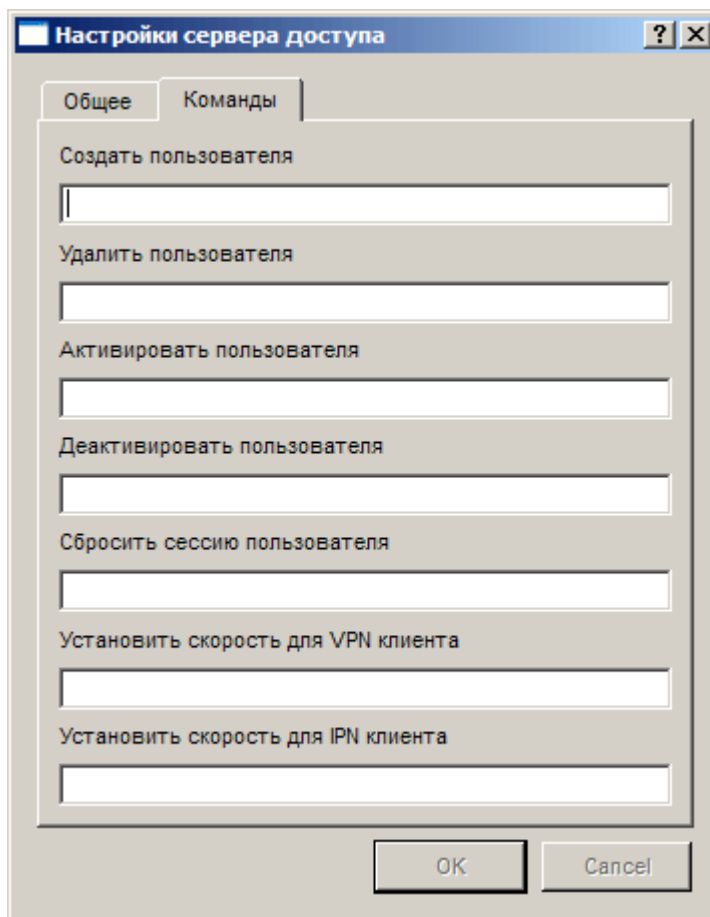 Настройки сервера доступа
Общее
Команды
Создать пользователя
Удалить пользователя
Активировать пользователя
Деактивировать пользователя
Сбросить сессию пользователя
Установить скорость для VPN клиента
Установить скорость для IPN клиента
OK
Cancel